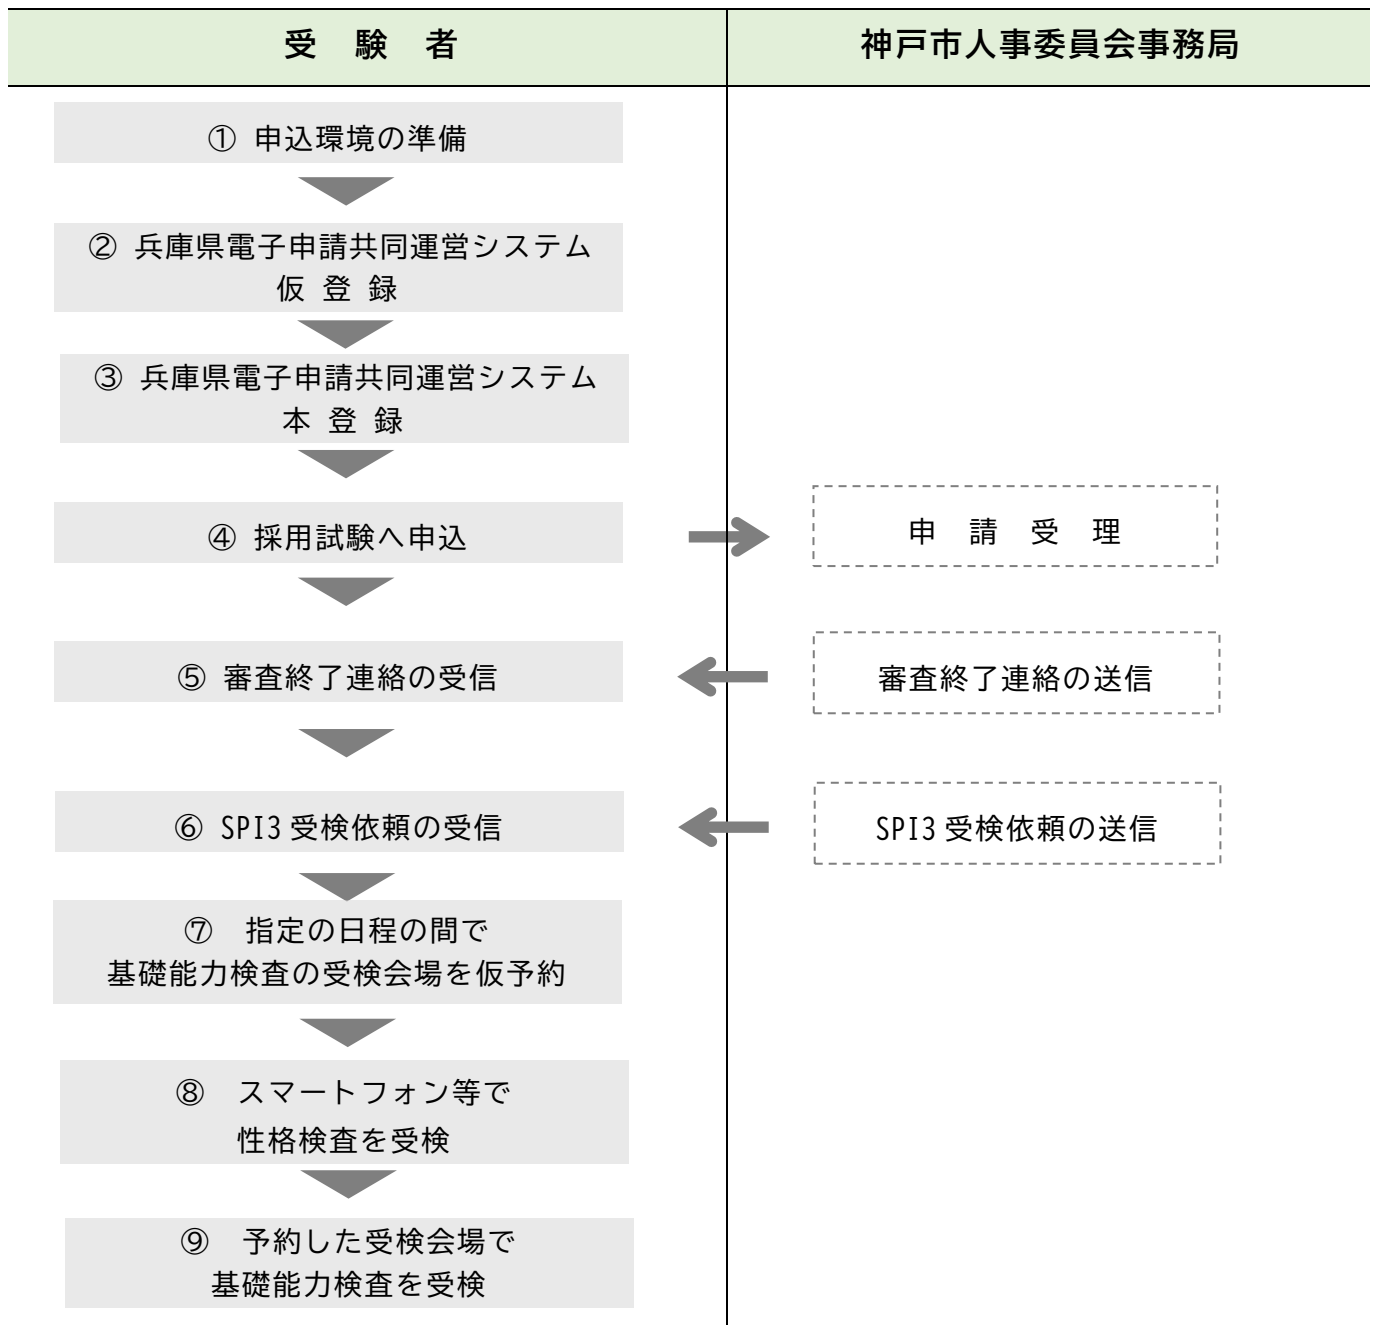 受　験　者
神戸市人事委員会事務局
① 申込環境の準備
② 兵庫県電子申請共同運営システム
仮 登 録
③ 兵庫県電子申請共同運営システム
本 登 録
④ 採用試験へ申込
申　請　受　理
⑤ 審査終了連絡の受信
審査終了連絡の送信
⑥ SPI3 受検依頼の受信
SPI3 受検依頼の送信
⑦　指定の日程の間で
基礎能力検査の受検会場を仮予約
⑧　スマートフォン等で
性格検査を受検
⑨　予約した受検会場で
基礎能力検査を受検